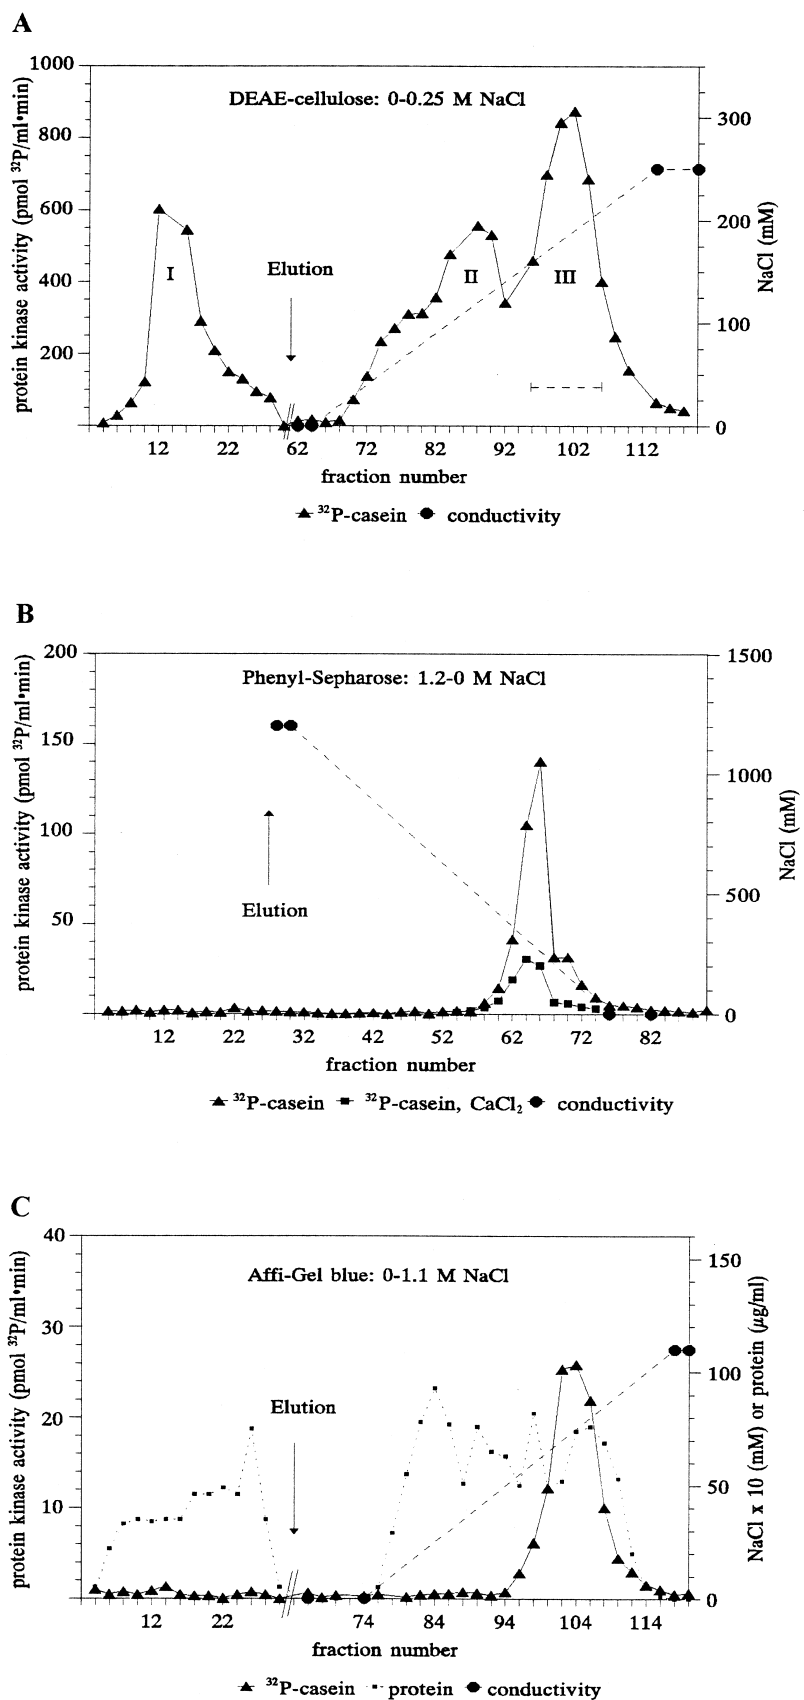 A
DEAE-cellulose: 0-0.25 M NaCl
protein kinase activity (pmol ³²P/ml•min)
1000
800
600
400
200
I
Elution
II
III
NaCl (mM)
300
200
100
0
12 22 62 72 82 92 102 112
fraction number
³²P-casein conductivity
B
Phenyl-Sepharose: 1.2-0 M NaCl
protein kinase activity (pmol ³²P/ml•min)
200
150
100
50
Elution
NaCl (mM)
1500
1000
500
0
12 22 32 42 52 62 72 82
fraction number
³²P-casein ³²P-casein, CaCl₂ conductivity
C
Affi-Gel blue: 0-1.1 M NaCl
protein kinase activity (pmol ³²P/ml•min)
40
30
20
10
Elution
NaCl x 10 (mM) or protein (µg/ml)
150
100
50
0
12 22 74 84 94 104 114
fraction number
³²P-casein protein conductivity